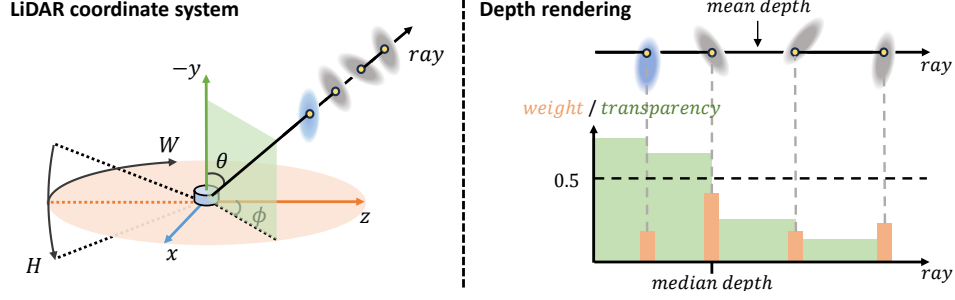 LiDAR coordinate system
ray
−y
W
θ
ϕ
z
x
H
Depth rendering
mean depth
ray
weight / transparency
0.5
ray
median depth